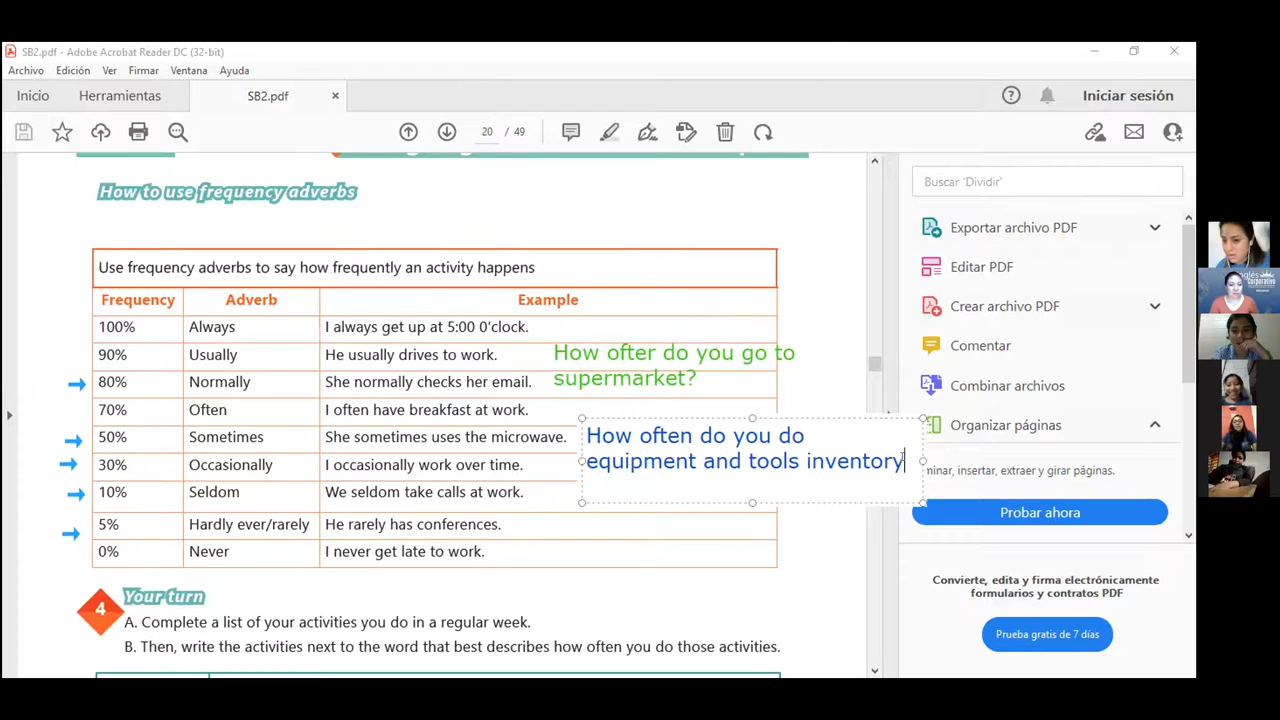 SB2.pdf - Adobe Acrobat Reader DC (32-bit)
Archivo Edición Ver Firmar Ventana Ayuda
Inicio Herramientas SB2.pdf × Iniciar sesión
20 / 49
How to use frequency adverbs
Use frequency adverbs to say how frequently an activity happens
Frequency Adverb Example
100% Always I always get up at 5:00 0'clock.
90% Usually He usually drives to work.
80% Normally She normally checks her email.
70% Often I often have breakfast at work.
50% Sometimes She sometimes uses the microwave.
30% Occasionally I occasionally work over time.
10% Seldom We seldom take calls at work.
5% Hardly ever/rarely He rarely has conferences.
0% Never I never get late to work.
How ofter do you go to
supermarket?
How often do you do
equipment and tools inventory
4 Your turn
A. Complete a list of your activities you do in a regular week.
B. Then, write the activities next to the word that best describes how often you do those activities.
Buscar 'Dividir'
Exportar archivo PDF
Editar PDF
Crear archivo PDF
Comentar
Combinar archivos
Organizar páginas
minar, insertar, extraer y girar páginas.
Probar ahora
Convierte, edita y firma electrónicamente
formularios y contratos PDF
Prueba gratis de 7 días